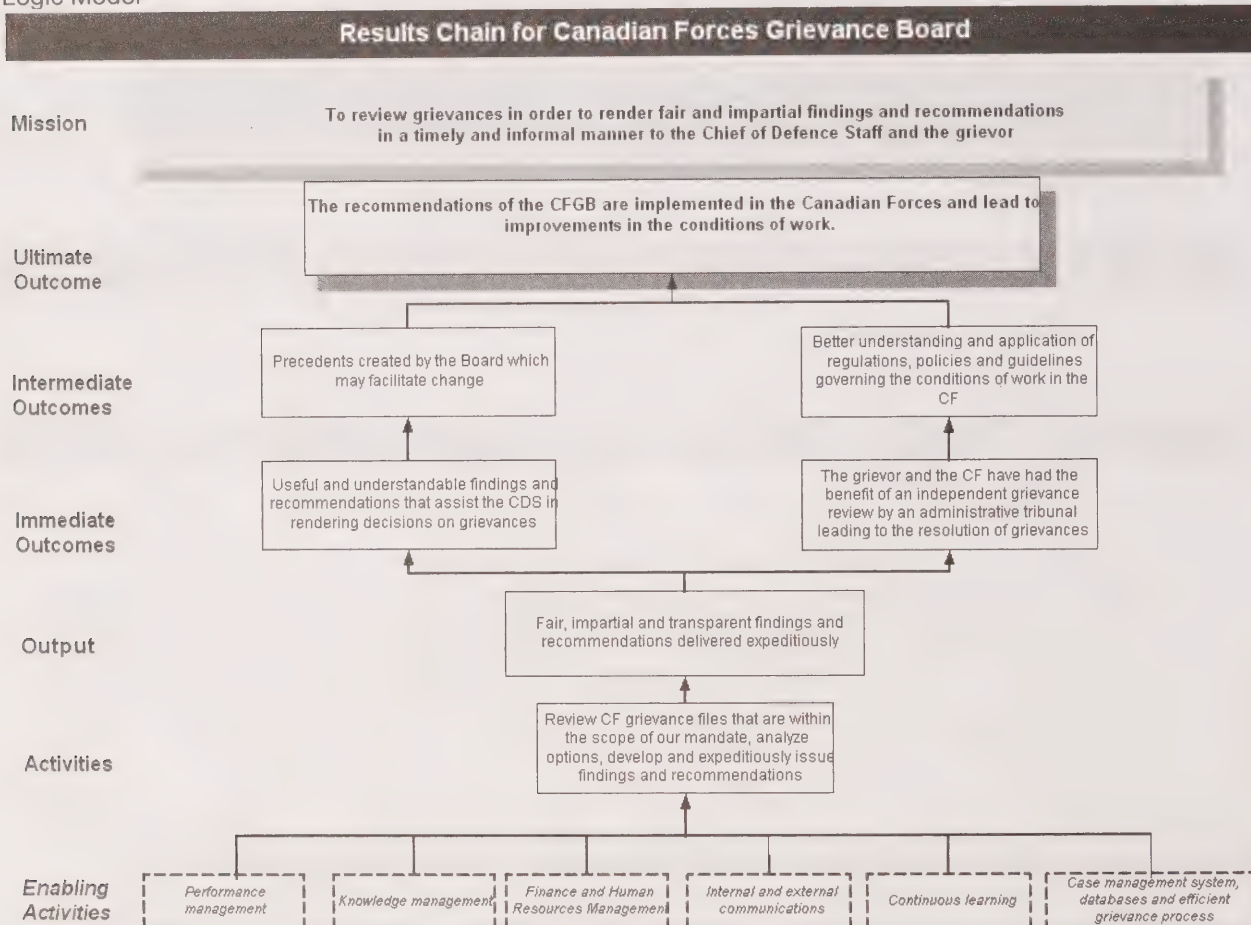 Logic Model
Results Chain for Canadian Forces Grievance Board
Mission
To review grievances in order to render fair and impartial findings and recommendations
in a timely and informal manner to the Chief of Defence Staff and the grievor
The recommendations of the CFGB are implemented in the Canadian Forces and lead to
improvements in the conditions of work.
Ultimate
Outcome
Intermediate
Outcomes
Precedents created by the Board which
may facilitate change
Better understanding and application of
regulations, policies and guidelines
governing the conditions of work in the
CF
Immediate
Outcomes
Useful and understandable findings and
recommendations that assist the CDS in
rendering decisions on grievances
The grievor and the CF have had the
benefit of an independent grievance
review by an administrative tribunal
leading to the resolution of grievances
Output
Fair, impartial and transparent findings and
recommendations delivered expeditiously
Activities
Review CF grievance files that are within
the scope of our mandate, analyze
options, develop and expeditiously issue
findings and recommendations
Enabling
Activities
Performance
management
Knowledge management
Finance and Human
Resources Management
Internal and external
communications
Continuous learning
Case management system,
databases and efficient
grievance process